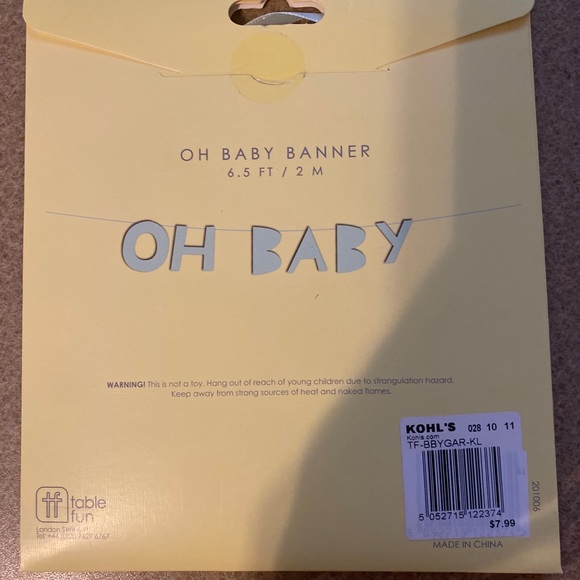 OH BABY BANNER
6.5 FT / 2 M
OH BABY
WARNING! This is not a toy. Hang out of reach of young children due to strangulation hazard.
Keep away from strong sources of heat and naked flames.
KOHL'S 028 10 11
Kohls.com
TF-BBYGAR-KL
5 052715 122374
$7.99
201006
tf table
fun
London
MADE IN CHINA